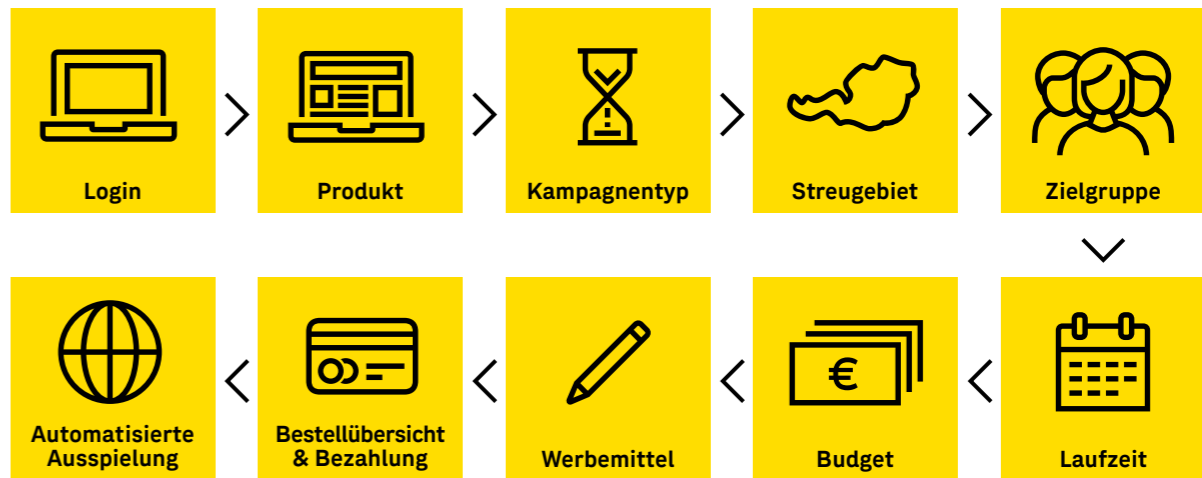 Login
Produkt
Kampagnentyp
Streugebiet
Zielgruppe
Laufzeit
€
Budget
Werbemittel
Bestellübersicht
& Bezahlung
Automatisierte
Ausspielung